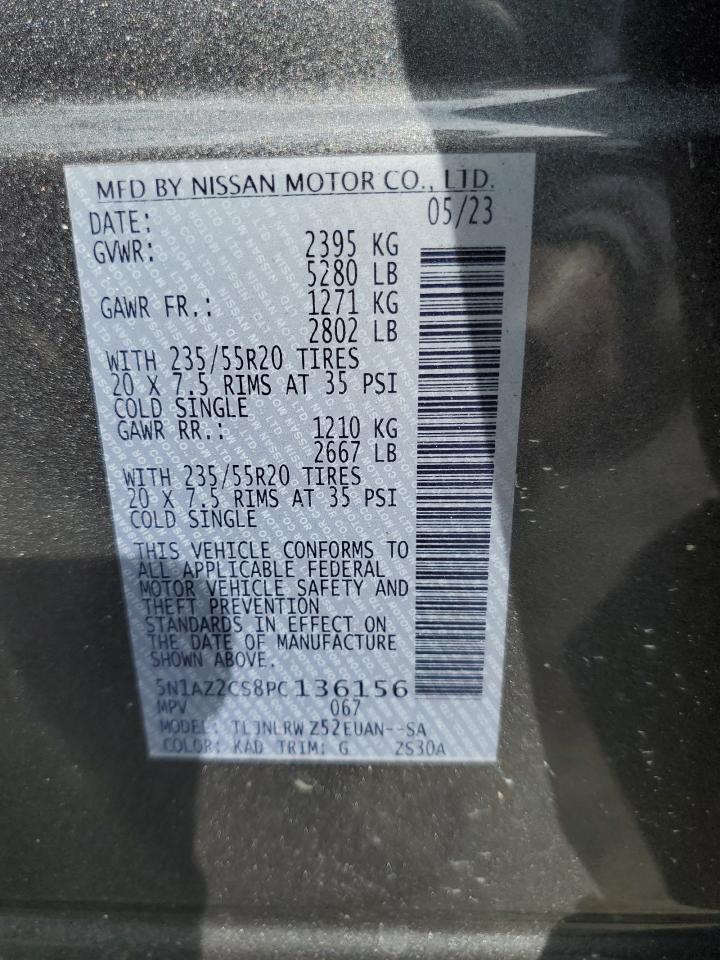 MFD BY NISSAN MOTOR CO., LTD.
DATE: 05/23
GVWR: 2395 KG
5280 LB
GAWR FR.: 1271 KG
2802 LB
WITH 235/55R20 TIRES
20 X 7.5 RIMS AT 35 PSI
COLD SINGLE
GAWR RR.: 1210 KG
2667 LB
WITH 235/55R20 TIRES
20 X 7.5 RIMS AT 35 PSI
COLD SINGLE
THIS VEHICLE CONFORMS TO
ALL APPLICABLE FEDERAL
MOTOR VEHICLE SAFETY AND
THEFT PREVENTION
STANDARDS IN EFFECT ON
THE DATE OF MANUFACTURE
SHOWN ABOVE.
5N1AZ2CS8PC136156
MPV 067
MODEL: Z52EUAN--SA
COLOR: KAD TRIM: G ZS30A